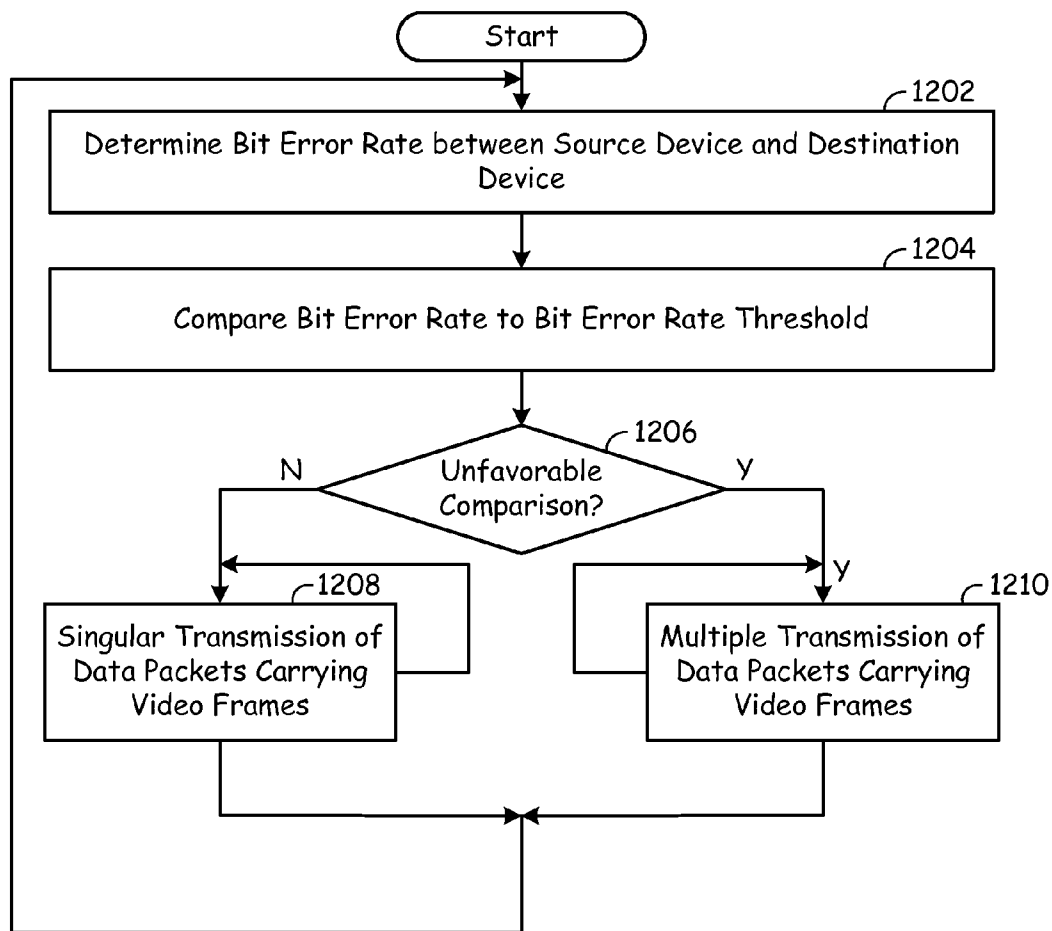 Start
1202
Determine Bit Error Rate between Source Device and Destination
Device
1204
Compare Bit Error Rate to Bit Error Rate Threshold
1206
N
Unfavorable
Comparison?
Y
1208
Y
1210
Singular Transmission of
Data Packets Carrying
Video Frames
Multiple Transmission of
Data Packets Carrying
Video Frames